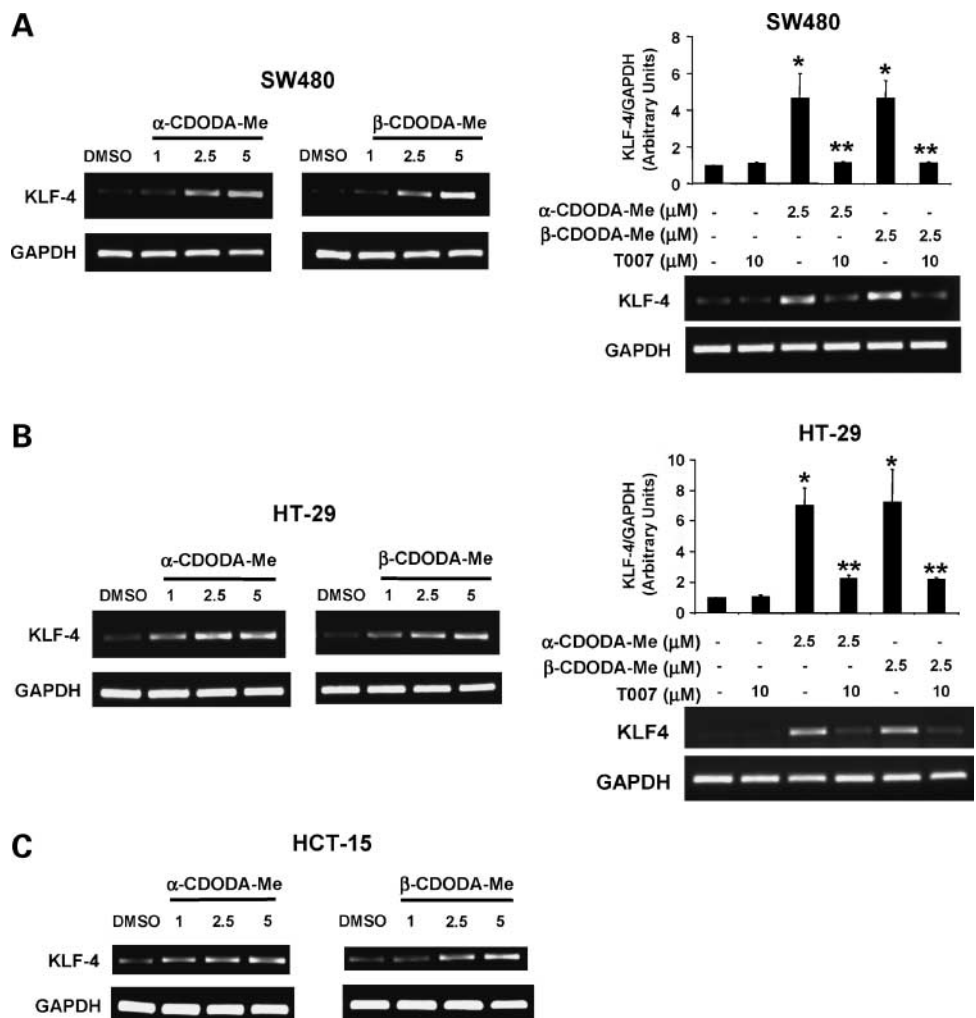 A
SW480
α-CDODA-Me
β-CDODA-Me
DMSO 1 2.5 5
DMSO 1 2.5 5
KLF-4
GAPDH
SW480
KLF-4/GAPDH
(Arbitrary Units)
8
6
4
2
0
* ** * **
α-CDODA-Me (μM) - - 2.5 2.5 - -
β-CDODA-Me (μM) - - - - 2.5 2.5
T007 (μM) - 10 - 10 - 10
KLF-4
GAPDH
B
HT-29
α-CDODA-Me
β-CDODA-Me
DMSO 1 2.5 5
DMSO 1 2.5 5
KLF-4
GAPDH
HT-29
KLF-4/GAPDH
(Arbitrary Units)
10
8
6
4
2
0
* ** * **
α-CDODA-Me (μM) - - 2.5 2.5 - -
β-CDODA-Me (μM) - - - - 2.5 2.5
T007 (μM) - 10 - 10 - 10
KLF4
GAPDH
C
HCT-15
α-CDODA-Me
β-CDODA-Me
DMSO 1 2.5 5
DMSO 1 2.5 5
KLF-4
GAPDH